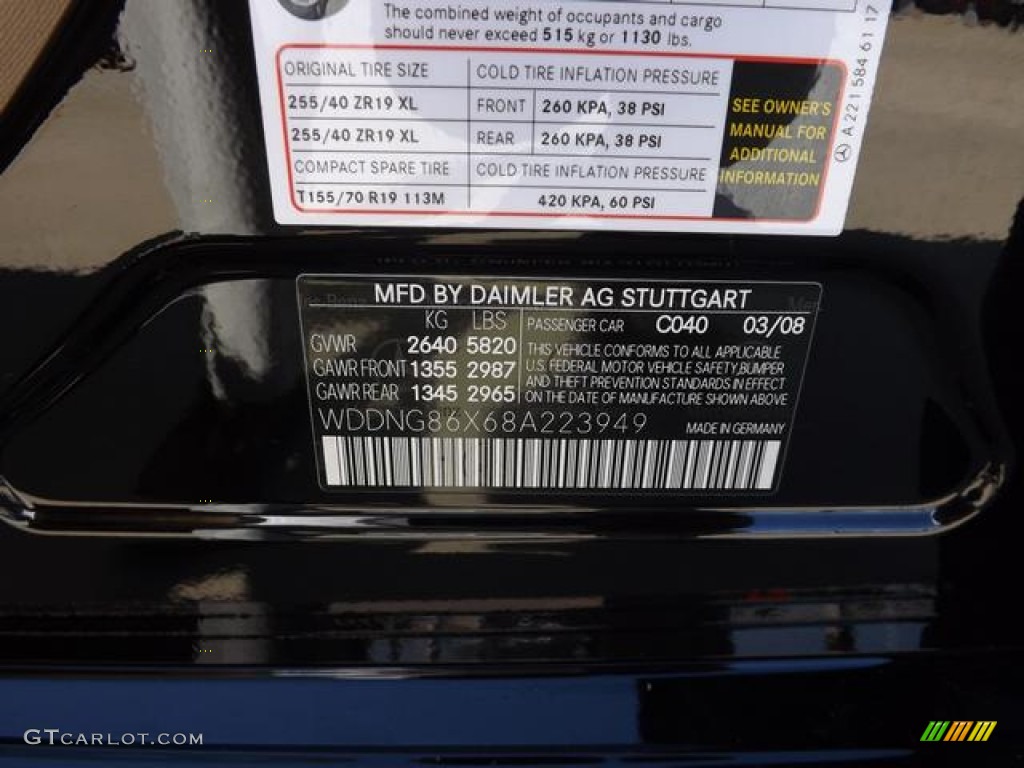 The combined weight of occupants and cargo
should never exceed 515 kg or 1130 lbs.
ORIGINAL TIRE SIZE COLD TIRE INFLATION PRESSURE
255/40 ZR19 XL FRONT 260 KPA, 38 PSI
255/40 ZR19 XL REAR 260 KPA, 38 PSI
COMPACT SPARE TIRE COLD TIRE INFLATION PRESSURE
T155/70 R19 113M 420 KPA, 60 PSI
SEE OWNER'S
MANUAL FOR
ADDITIONAL
INFORMATION
A 221 584 61 17
MFD BY DAIMLER AG STUTTGART
KG LBS PASSENGER CAR C040 03/08
GVWR 2640 5820
GAWR FRONT 1355 2987
GAWR REAR 1345 2965
THIS VEHICLE CONFORMS TO ALL APPLICABLE
U.S. FEDERAL MOTOR VEHICLE SAFETY,BUMPER
AND THEFT PREVENTION STANDARDS IN EFFECT
ON THE DATE OF MANUFACTURE SHOWN ABOVE
WDDNG86X68A223949 MADE IN GERMANY
GTCARLOT.COM